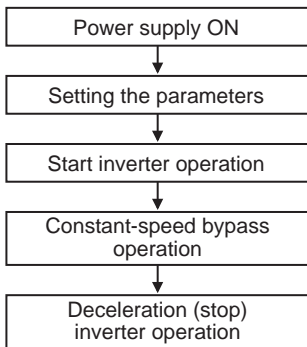 Power supply ON
Setting the parameters
Start inverter operation
Constant-speed bypass
operation
Deceleration (stop)
inverter operation